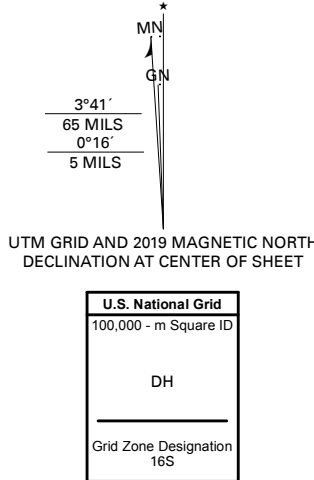 ★
MN
GN
3°41´
65 MILS
0°16´
5 MILS
UTM GRID AND 2019 MAGNETIC NORTH
DECLINATION AT CENTER OF SHEET
U.S. National Grid
100,000 - m Square ID
DH
Grid Zone Designation
16S